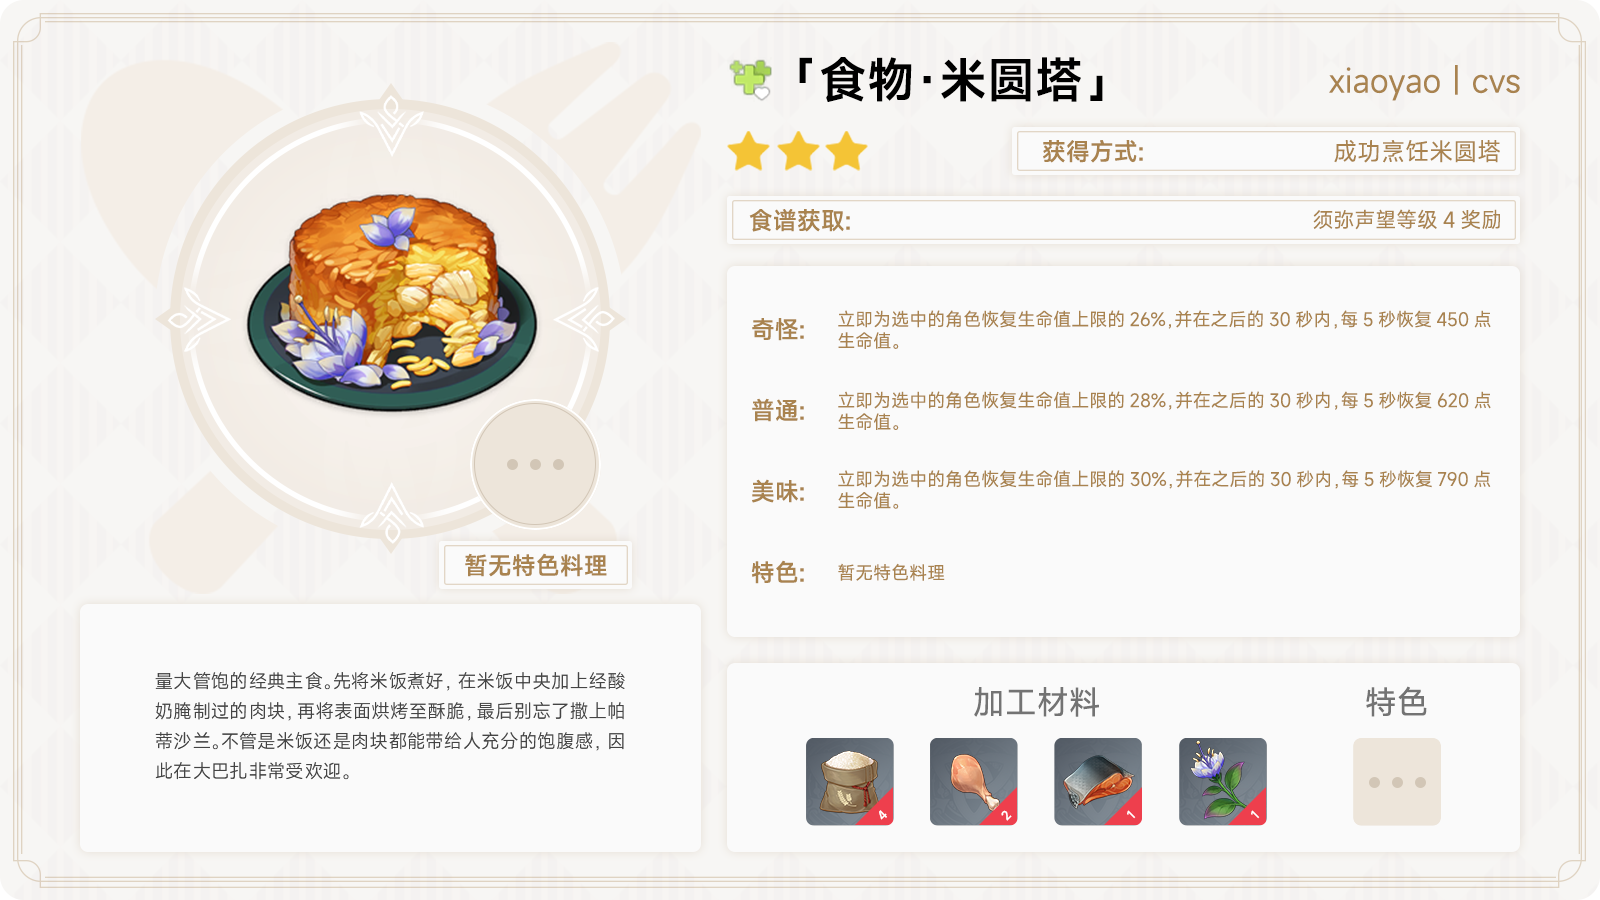 「食物·米圆塔」
xiaoyao | cvs
获得方式: 成功烹饪米圆塔
食谱获取: 须弥声望等级 4 奖励
奇怪: 立即为选中的角色恢复生命值上限的 26%,并在之后的 30 秒内,每 5 秒恢复 450 点
生命值。
普通: 立即为选中的角色恢复生命值上限的 28%,并在之后的 30 秒内,每 5 秒恢复 620 点
生命值。
美味: 立即为选中的角色恢复生命值上限的 30%,并在之后的 30 秒内,每 5 秒恢复 790 点
生命值。
特色: 暂无特色料理
暂无特色料理
量大管饱的经典主食。先将米饭煮好,在米饭中央加上经酸
奶腌制过的肉块,再将表面烘烤至酥脆,最后别忘了撒上帕
蒂沙兰。不管是米饭还是肉块都能带给人充分的饱腹感,因
此在大巴扎非常受欢迎。
加工材料 特色
4 2 1 1